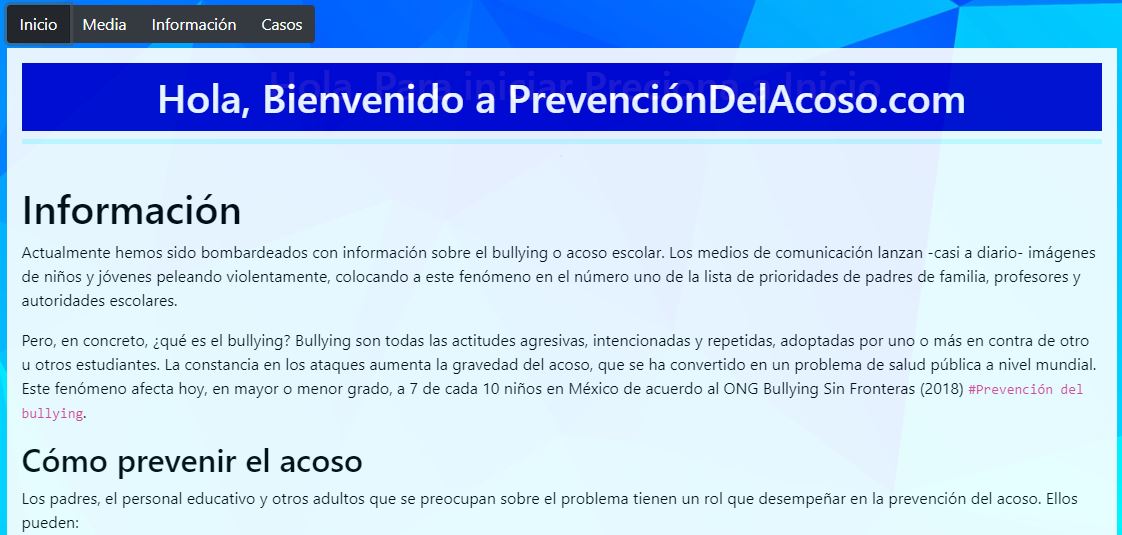 Inicio Media Información Casos
Hola, Para iniciar Preciona a Inicio
Hola, Bienvenido a PrevenciónDelAcoso.com
Información
Actualmente hemos sido bombardeados con información sobre el bullying o acoso escolar. Los medios de comunicación lanzan -casi a diario- imágenes
de niños y jóvenes peleando violentamente, colocando a este fenómeno en el número uno de la lista de prioridades de padres de familia, profesores y
autoridades escolares.
Pero, en concreto, ¿qué es el bullying? Bullying son todas las actitudes agresivas, intencionadas y repetidas, adoptadas por uno o más en contra de otro
u otros estudiantes. La constancia en los ataques aumenta la gravedad del acoso, que se ha convertido en un problema de salud pública a nivel mundial.
Este fenómeno afecta hoy, en mayor o menor grado, a 7 de cada 10 niños en México de acuerdo al ONG Bullying Sin Fronteras (2018) #Prevención del
bullying.
Cómo prevenir el acoso
Los padres, el personal educativo y otros adultos que se preocupan sobre el problema tienen un rol que desempeñar en la prevención del acoso. Ellos
pueden: